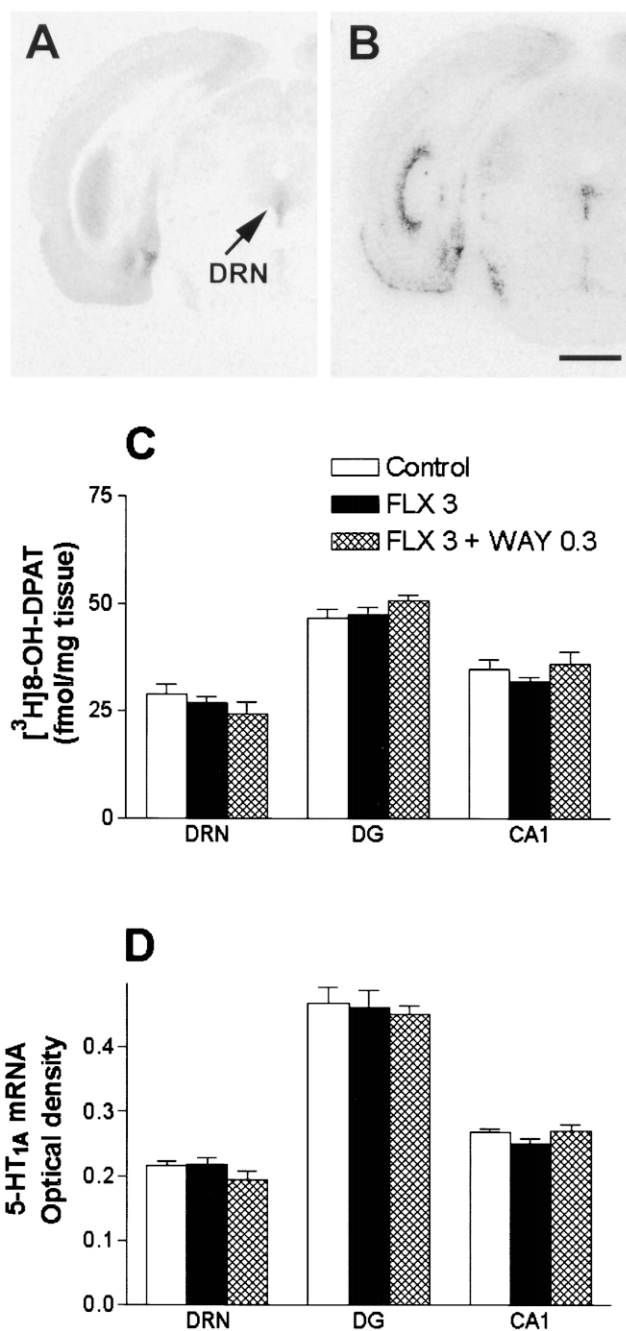 A
B
DRN
C
Control
FLX 3
FLX 3 + WAY 0.3
[³H]8-OH-DPAT
(fmol/mg tissue)
75
50
25
0
DRN DG CA1
D
5-HT₁ₐ mRNA
Optical density
0.4
0.3
0.2
0.1
0.0
DRN DG CA1